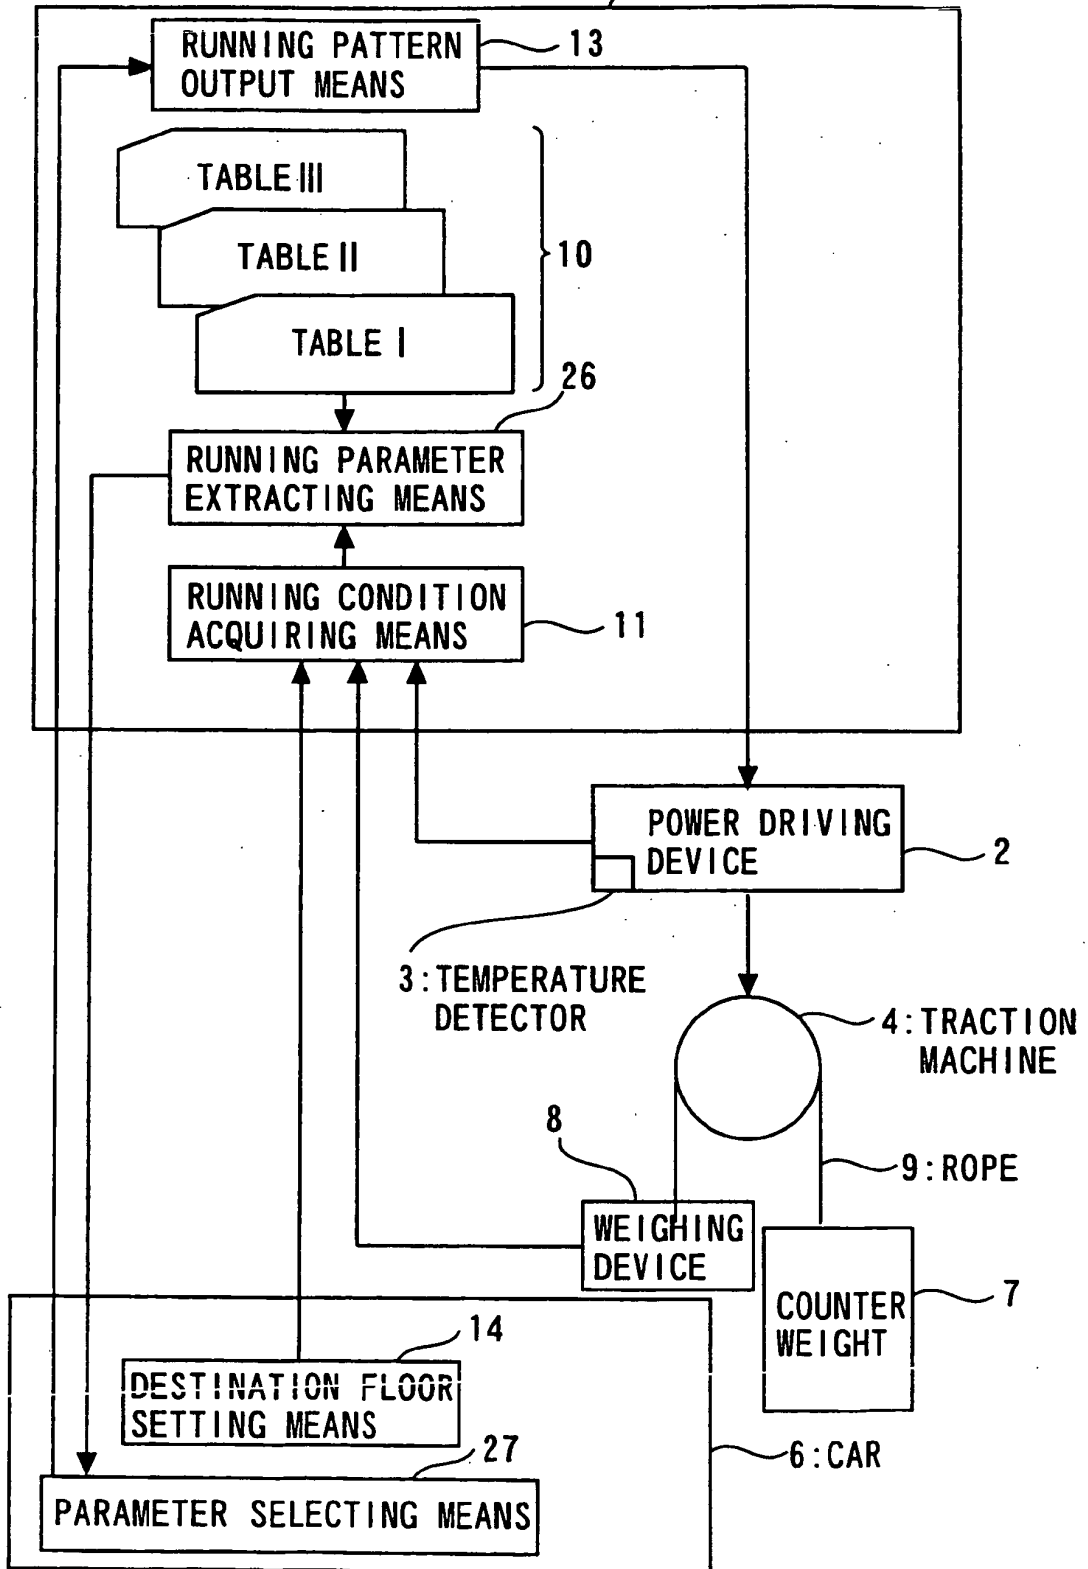 RUNNING PATTERN
OUTPUT MEANS
13
TABLE III
TABLE II
10
TABLE I
26
RUNNING PARAMETER
EXTRACTING MEANS
RUNNING CONDITION
ACQUIRING MEANS
11
POWER DRIVING
DEVICE
2
3:TEMPERATURE
DETECTOR
4:TRACTION
MACHINE
8
9:ROPE
WEIGHING
DEVICE
7
COUNTER
WEIGHT
14
DESTINATION FLOOR
SETTING MEANS
27
6:CAR
PARAMETER SELECTING MEANS